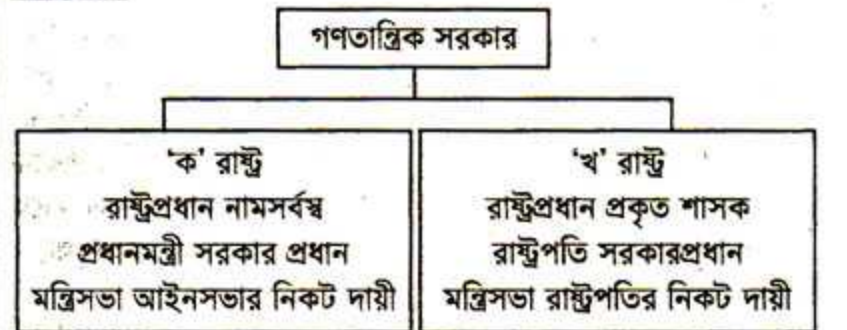 গণতান্ত্রিক সরকার
'ক' রাষ্ট্র
রাষ্ট্রপ্রধান নামসর্বস্ব
প্রধানমন্ত্রী সরকার প্রধান
মন্ত্রিসভা আইনসভার নিকট দায়ী
'খ' রাষ্ট্র
রাষ্ট্রপ্রধান প্রকৃত শাসক
রাষ্ট্রপতি সরকারপ্রধান
মন্ত্রিসভা রাষ্ট্রপতির নিকট দায়ী